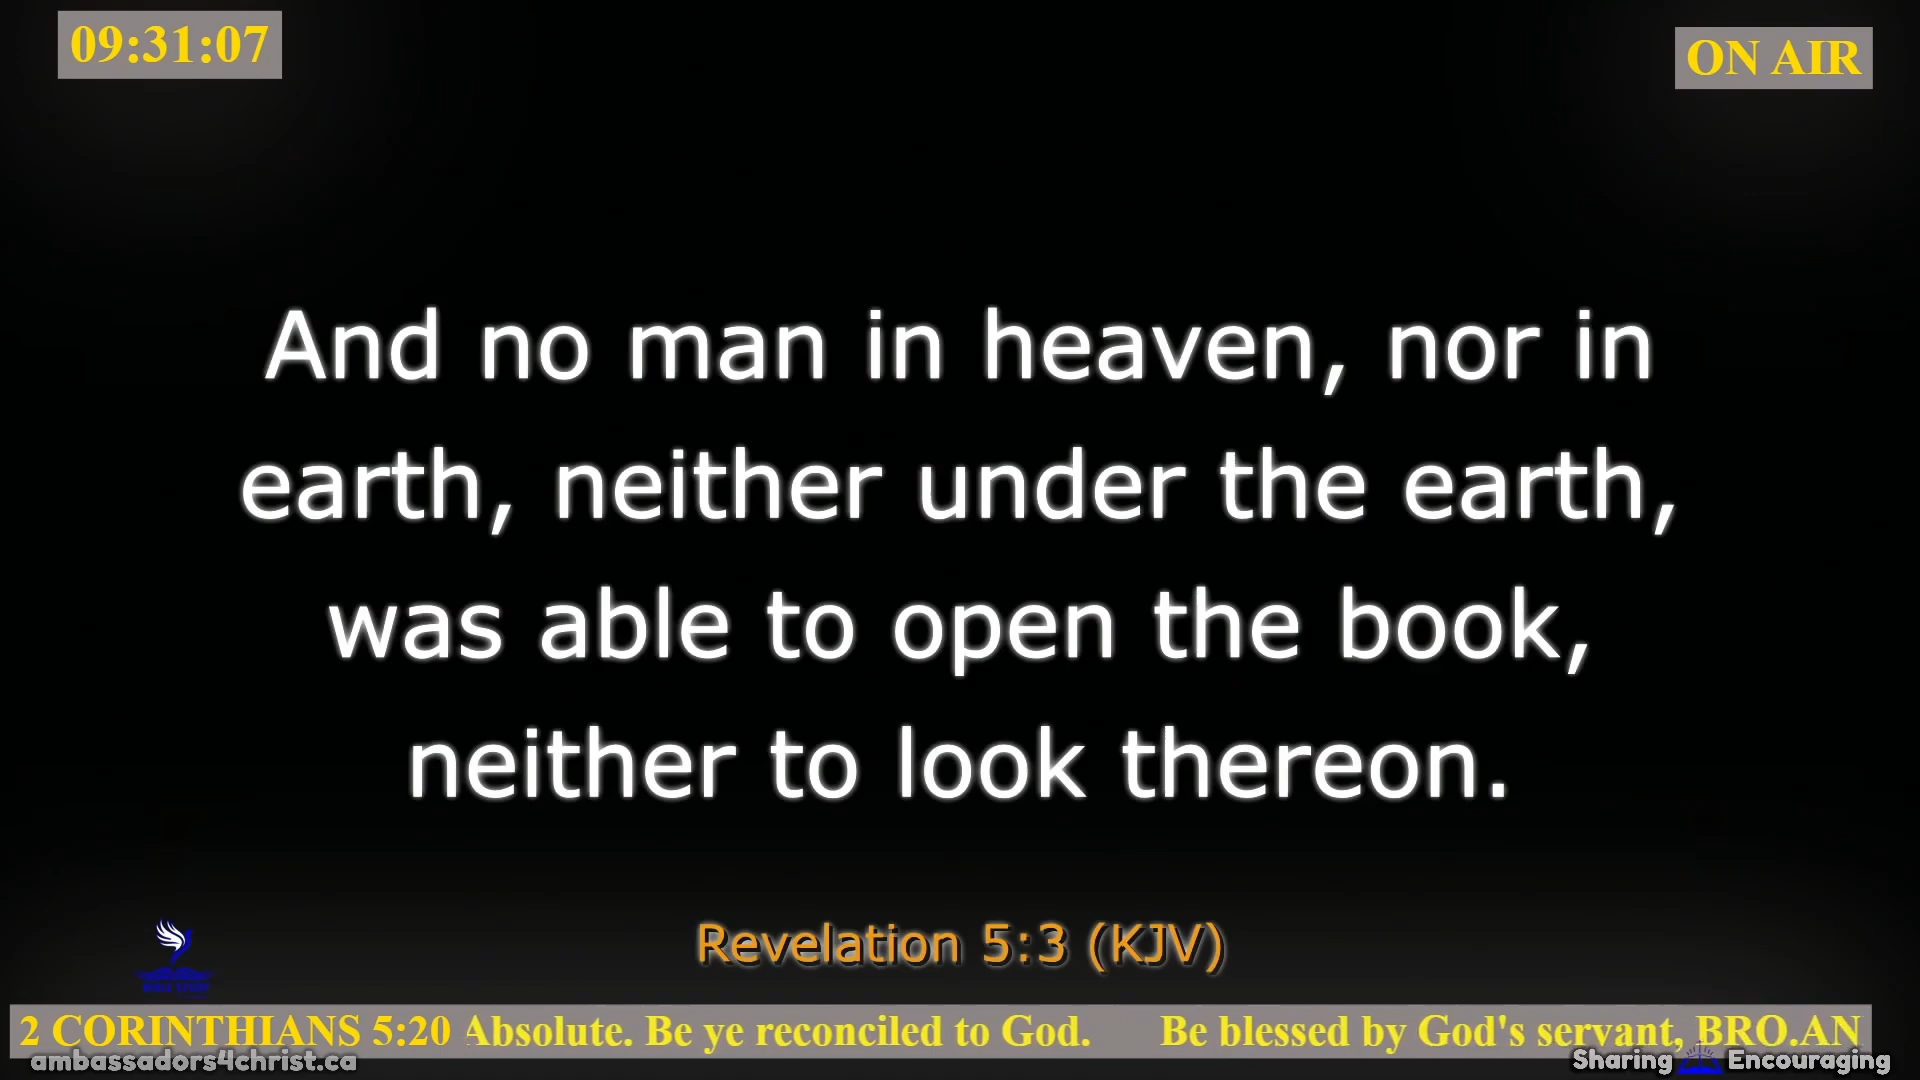 09:31:07
ON AIR
And no man in heaven, nor in
earth, neither under the earth,
was able to open the book,
neither to look thereon.
Revelation 5:3 (KJV)
BIBLE STUDY
2 CORINTHIANS 5:20 Absolute. Be ye reconciled to God. Be blessed by God's servant, BRO.AN
ambassadors4christ.ca
Sharing Encouraging